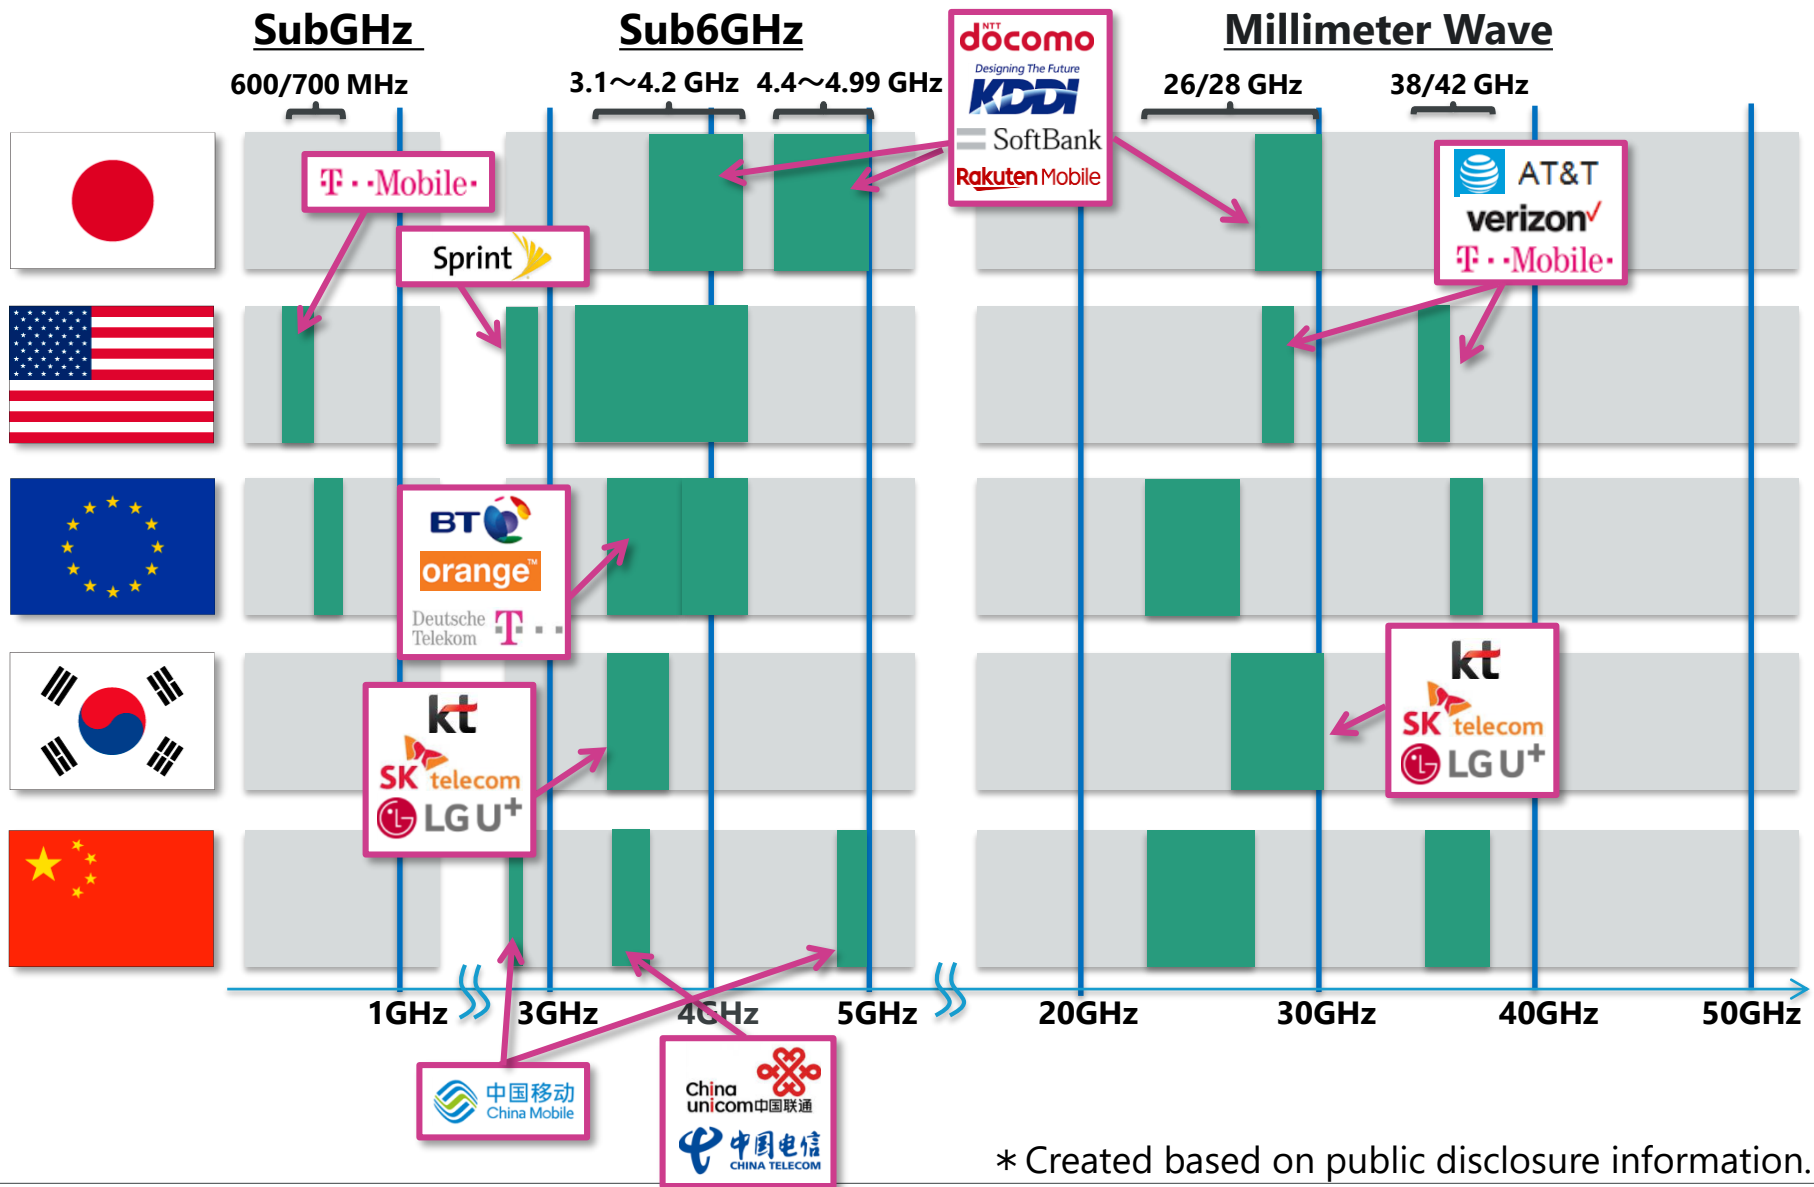 SubGHz
Sub6GHz
Millimeter Wave
600/700 MHz
3.1～4.2 GHz
4.4～4.99 GHz
26/28 GHz
38/42 GHz
NTT
döcomo
Designing The Future
KDDI
SoftBank
Rakuten Mobile
T··Mobile·
Sprint
AT&T
verizon✓
T··Mobile·
BT
orange™
Deutsche
Telekom
T··
kt
SK telecom
LG U+
kt
SK telecom
LG U+
1GHz
3GHz
4GHz
5GHz
20GHz
30GHz
40GHz
50GHz
中国移动
China Mobile
China
unicom中国联通
中国电信
CHINA TELECOM
＊Created based on public disclosure information.